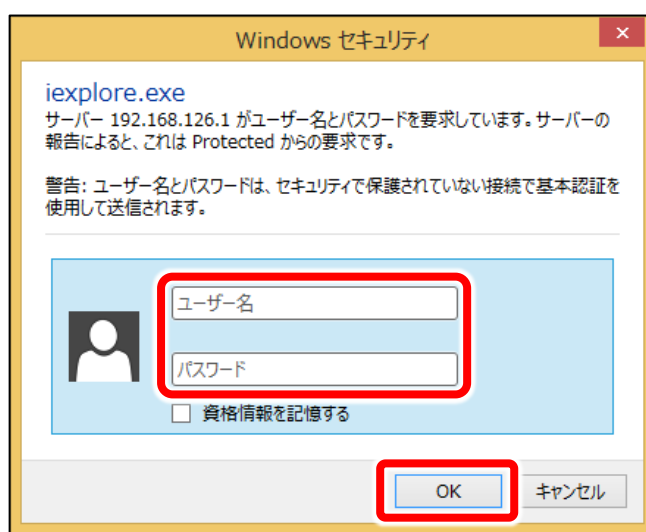 Windows セキュリティ
iexplore.exe
サーバー 192.168.126.1 がユーザー名とパスワードを要求しています。サーバーの
報告によると、これは Protected からの要求です。
警告: ユーザー名とパスワードは、セキュリティで保護されていない接続で基本認証を
使用して送信されます。
ユーザー名
パスワード
資格情報を記憶する
OK
キャンセル